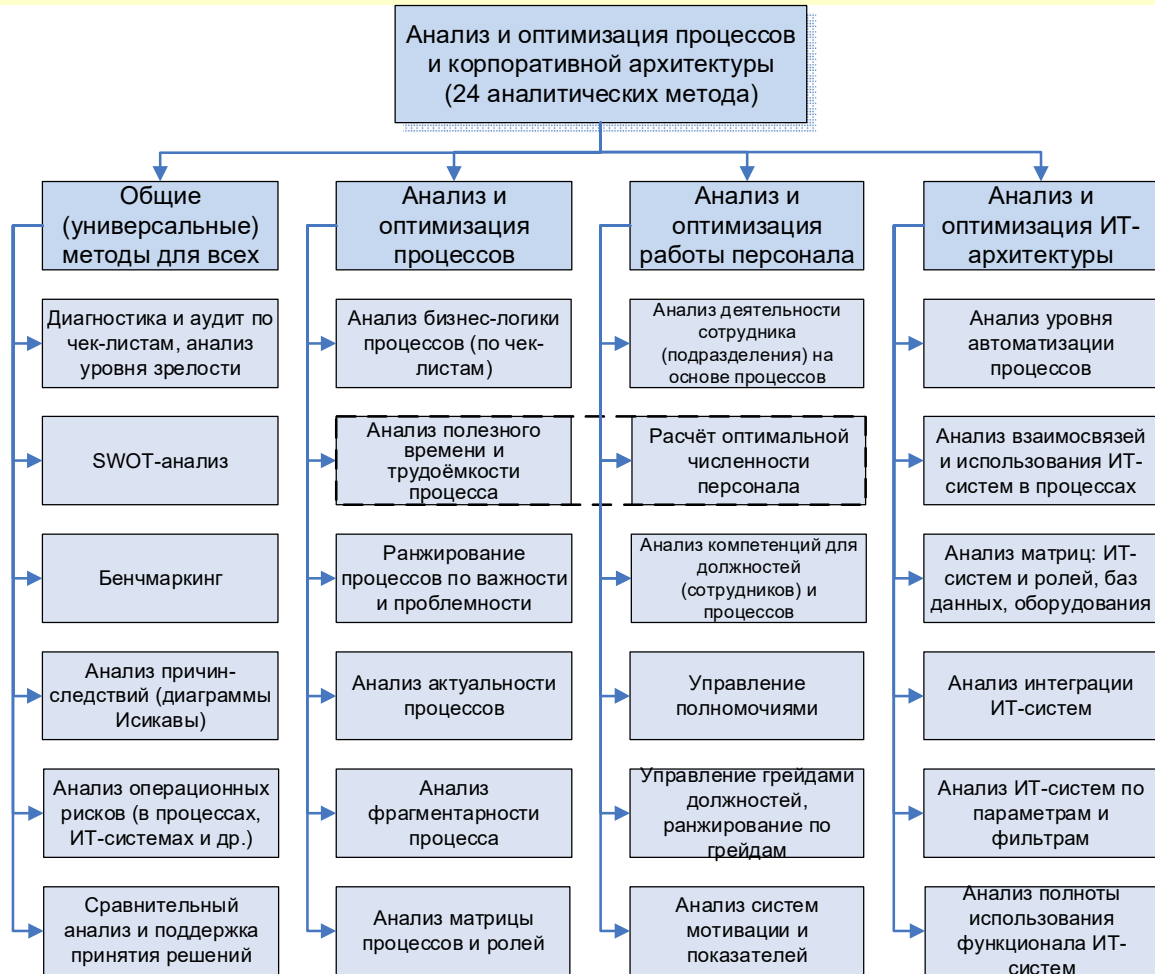 Анализ и оптимизация процессов
и корпоративной архитектуры
(24 аналитических метода)
Общие
(универсальные)
методы для всех
Диагностика и аудит по
чек-листам, анализ
уровня зрелости
SWOT-анализ
Бенчмаркинг
Анализ причин-
следствий (диаграммы
Исикавы)
Анализ операционных
рисков (в процессах,
ИТ-системах и др.)
Сравнительный
анализ и поддержка
принятия решений
Анализ и
оптимизация
процессов
Анализ бизнес-логики
процессов (по чек-
листам)
Анализ полезного
времени и
трудоёмкости
процесса
Ранжирование
процессов по важности
и проблемности
Анализ актуальности
процессов
Анализ
фрагментарности
процесса
Анализ матрицы
процессов и ролей
Анализ и
оптимизация
работы персонала
Анализ деятельности
сотрудника
(подразделения) на
основе процессов
Расчёт оптимальной
численности
персонала
Анализ компетенций для
должностей
(сотрудников) и
процессов
Управление
полномочиями
Управление грейдами
должностей,
ранжирование по
грейдам
Анализ систем
мотивации и
показателей
Анализ и
оптимизация ИТ-
архитектуры
Анализ уровня
автоматизации
процессов
Анализ взаимосвязей
и использования ИТ-
систем в процессах
Анализ матриц: ИТ-
систем и ролей, баз
данных, оборудования
Анализ интеграции
ИТ-систем
Анализ ИТ-систем по
параметрам и
фильтрам
Анализ полноты
использования
функционала ИТ-
систем